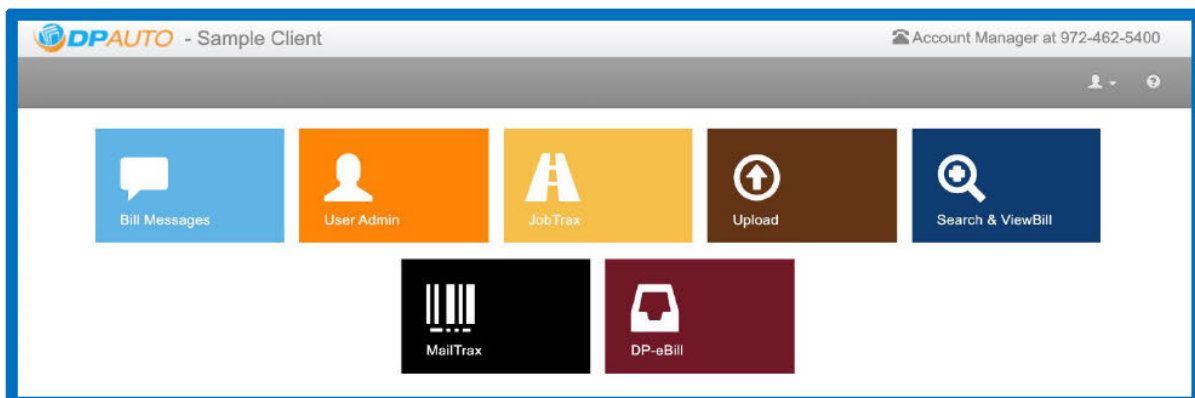 DPAUTO - Sample Client
Account Manager at 972-462-5400
Bill Messages
User Admin
JobTrax
Upload
Search & ViewBill
MailTrax
DP-eBill